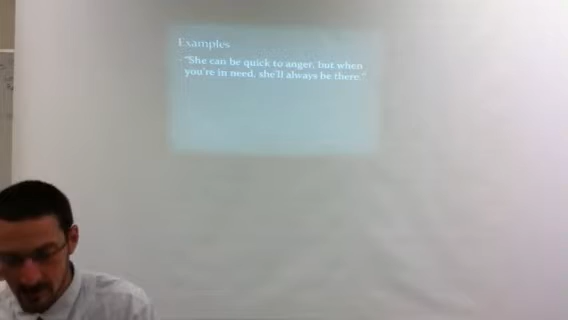 Examples
"She can be quick to anger, but when
you're in need, she'll always be there."